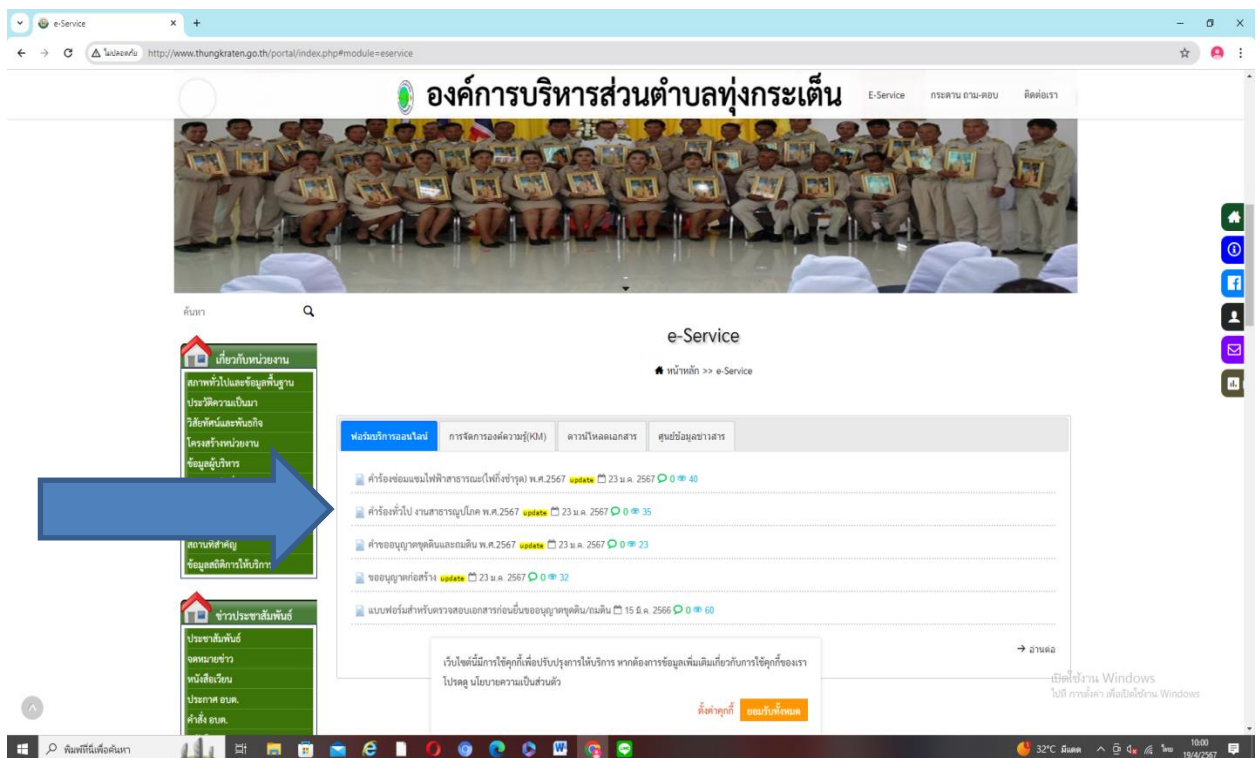 e-Service
ไม่ปลอดภัย http://www.thungkraten.go.th/portal/index.php#module=eservice
องค์การบริหารส่วนตำบลทุ่งกระเต็น
E-Service กระดาน ถาม-ตอบ ติดต่อเรา
ค้นหา
เกี่ยวกับหน่วยงาน
สภาพทั่วไปและข้อมูลพื้นฐาน
ประวัติความเป็นมา
วิสัยทัศน์และพันธกิจ
โครงสร้างหน่วยงาน
ข้อมูลผู้บริหาร
สถานที่สำคัญ
ข้อมูลสถิติการให้บริการ
ข่าวประชาสัมพันธ์
ประชาสัมพันธ์
จดหมายข่าว
หนังสือเวียน
ประกาศ อบต.
คำสั่ง อบต.
e-Service
หน้าหลัก >> e-Service
ฟอร์มบริการออนไลน์ การจัดการองค์ความรู้(KM) ดาวน์โหลดเอกสาร ศูนย์ข้อมูลข่าวสาร
คำร้องซ่อมแซมไฟฟ้าสาธารณะ(ไฟกิ่งชำรุด) พ.ศ.2567 update 23 ม.ค. 2567 0 40
คำร้องทั่วไป งานสาธารณูปโภค พ.ศ.2567 update 23 ม.ค. 2567 0 35
คำขออนุญาตขุดดินและถมดิน พ.ศ.2567 update 23 ม.ค. 2567 0 23
ขออนุญาตก่อสร้าง update 23 ม.ค. 2567 0 32
แบบฟอร์มสำหรับตรวจสอบเอกสารก่อนยื่นขออนุญาตขุดดิน/ถมดิน 15 มิ.ค. 2566 0 60
อ่านต่อ
เว็บไซต์นี้มีการใช้คุกกี้เพื่อปรับปรุงการให้บริการ หากต้องการข้อมูลเพิ่มเติมเกี่ยวกับการใช้คุกกี้ของเรา
โปรดดู นโยบายความเป็นส่วนตัว
ตั้งค่าคุกกี้ ยอมรับทั้งหมด
เปิดใช้งาน Windows
ไปที่ การตั้งค่า เพื่อเปิดใช้งาน Windows
พิมพ์ที่นี่เพื่อค้นหา
32°C มีแดด
ไทย
10:00
19/4/2567